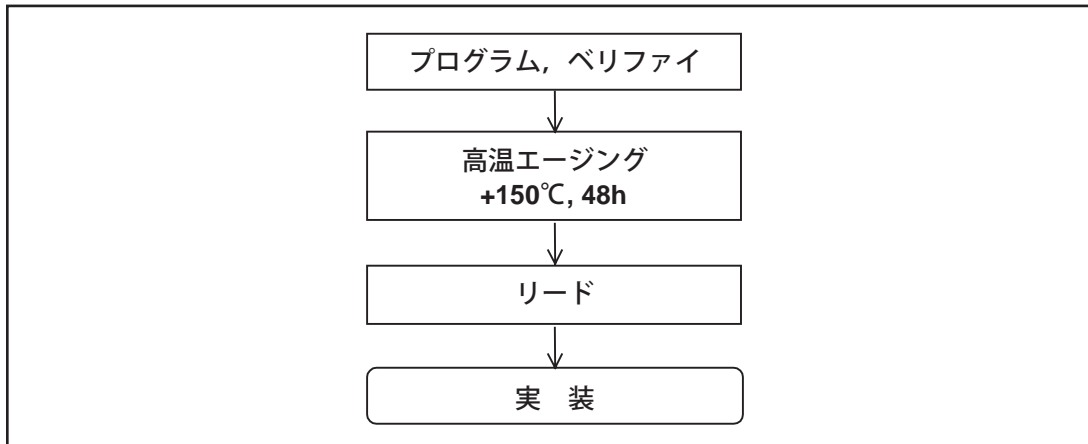 プログラム, ベリファイ
高温エージング
+150℃, 48h
リード
実　装